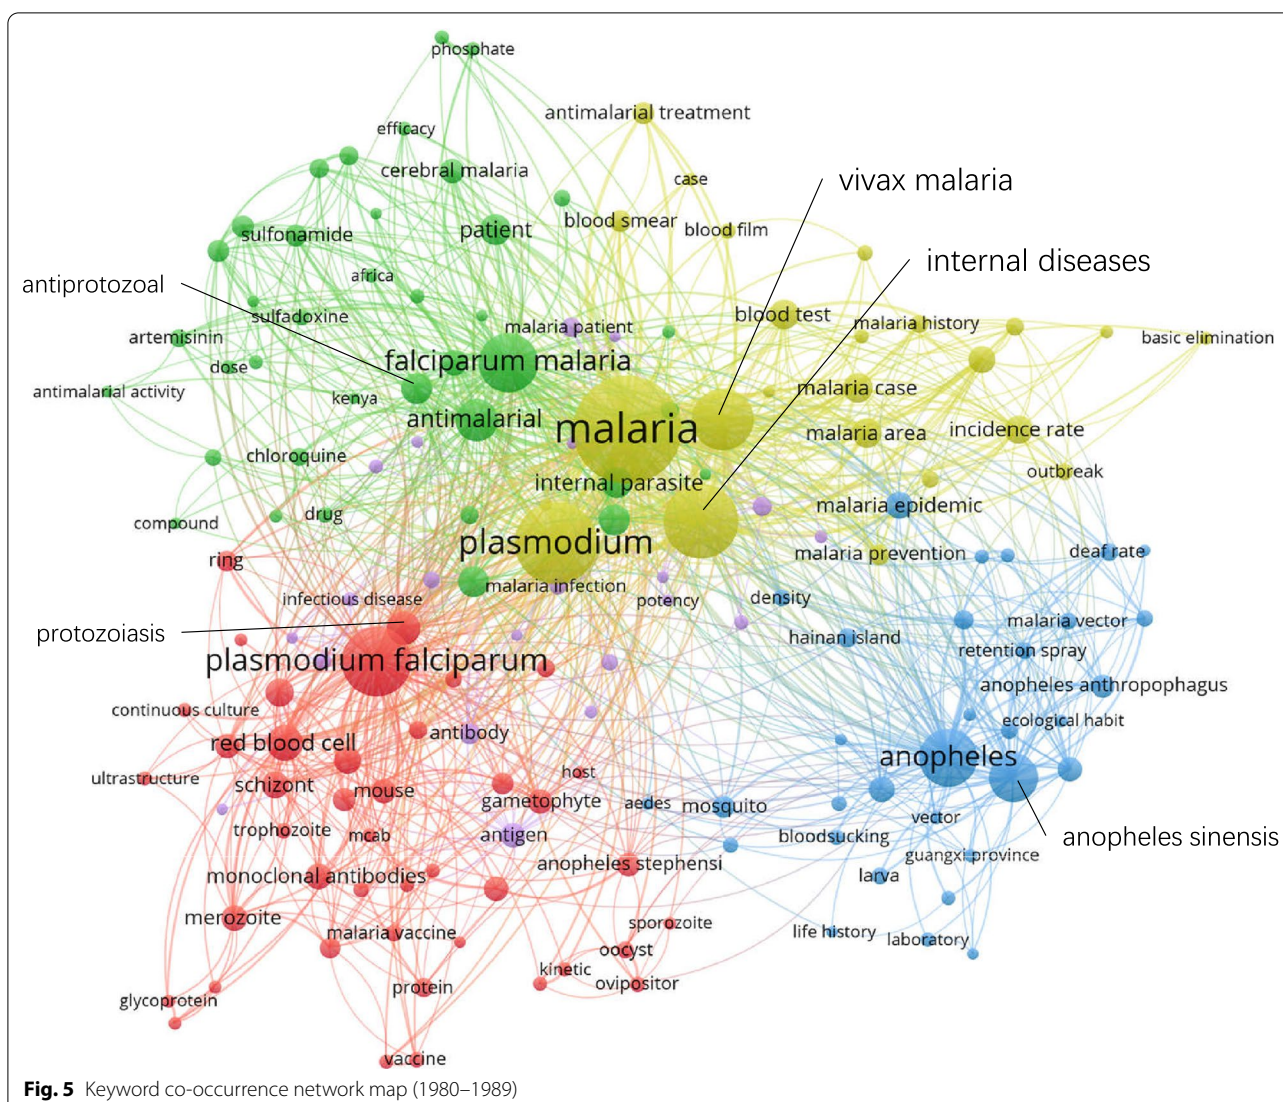 phosphate
antimalarial treatment
efficacy
cerebral malaria
case
vivax malaria
blood smear
blood film
patient
sulfonamide
internal diseases
africa
antiprotozoal
sulfadoxine
malaria patient
blood test
malaria history
artemisinin
basic elimination
falciparum malaria
dose
antimalarial activity
kenya
malaria case
antimalarial
malaria
malaria area
incidence rate
chloroquine
outbreak
internal parasite
malaria epidemic
drug
compound
plasmodium
malaria prevention
deaf rate
ring
malaria infection
infectious disease
potency
density
malaria vector
protozoiasis
hainan island
retention spray
plasmodium falciparum
anopheles anthropophagus
continuous culture
ecological habit
antibody
red blood cell
anopheles
ultrastructure
host
schizont
mouse
gametophyte
aedes
mosquito
vector
trophozoite
mcab
antigen
bloodsucking
anopheles sinensis
guangxi province
anopheles stephensi
monoclonal antibodies
larva
merozoite
sporozoite
malaria vaccine
life history
laboratory
oocyst
kinetic
ovipositor
protein
glycoprotein
vaccine
Fig. 5 Keyword co-occurrence network map (1980–1989)